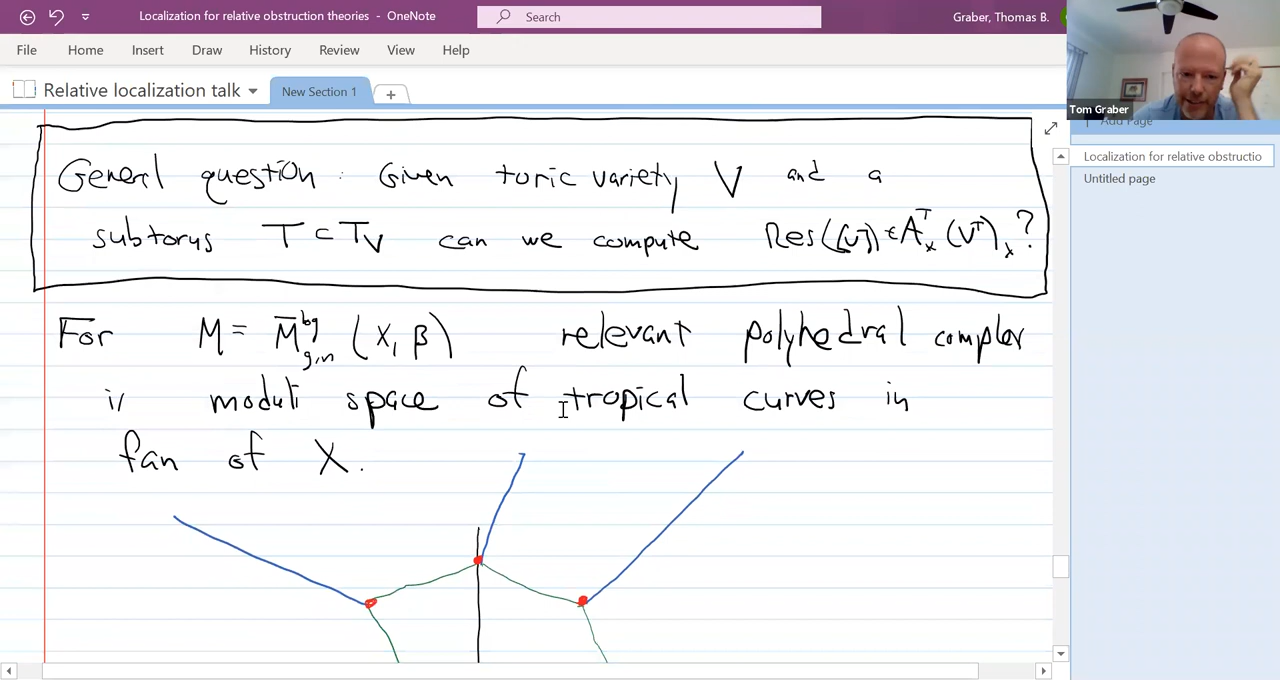 Localization for relative obstruction theories - OneNote
Search
Graber, Thomas B.
File Home Insert Draw History Review View Help
Relative localization talk
New Section 1
Tom Graber
Add Page
Localization for relative obstructio
Untitled page
General question : Given toric variety V and a
subtorus T ⊂ T_V can we compute Res([V]) ∈ A^T_* (V^T)_* ?
For M = M̄^{log}_{g,n} (X, β) relevant polyhedral complex
is moduli space of tropical curves in
fan of X.